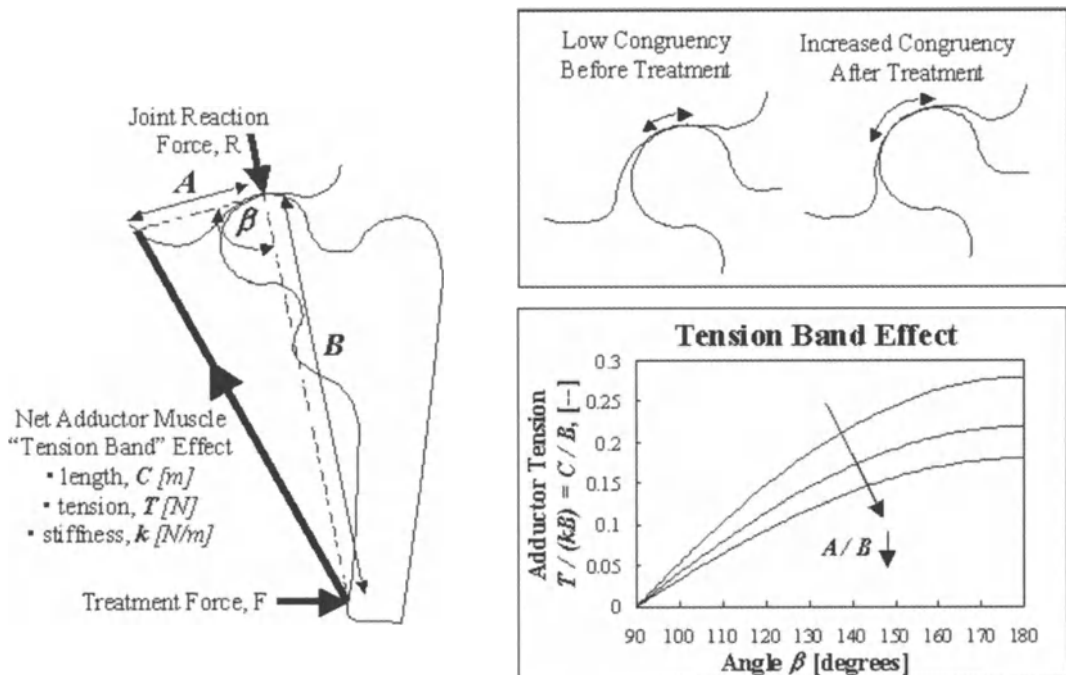 Joint Reaction
Force, R
A
β
B
Net Adductor Muscle
“Tension Band” Effect
▪ length, C [m]
▪ tension, T [N]
▪ stiffness, k [N/m]
Treatment Force, F
Low Congruency
Before Treatment
Increased Congruency
After Treatment
Tension Band Effect
Adductor Tension
T / (kB) = C / B, [--]
0.3
0.25
0.2
0.15
0.1
0.05
0
A / B
90 100 110 120 130 140 150 160 170 180
Angle β [degrees]